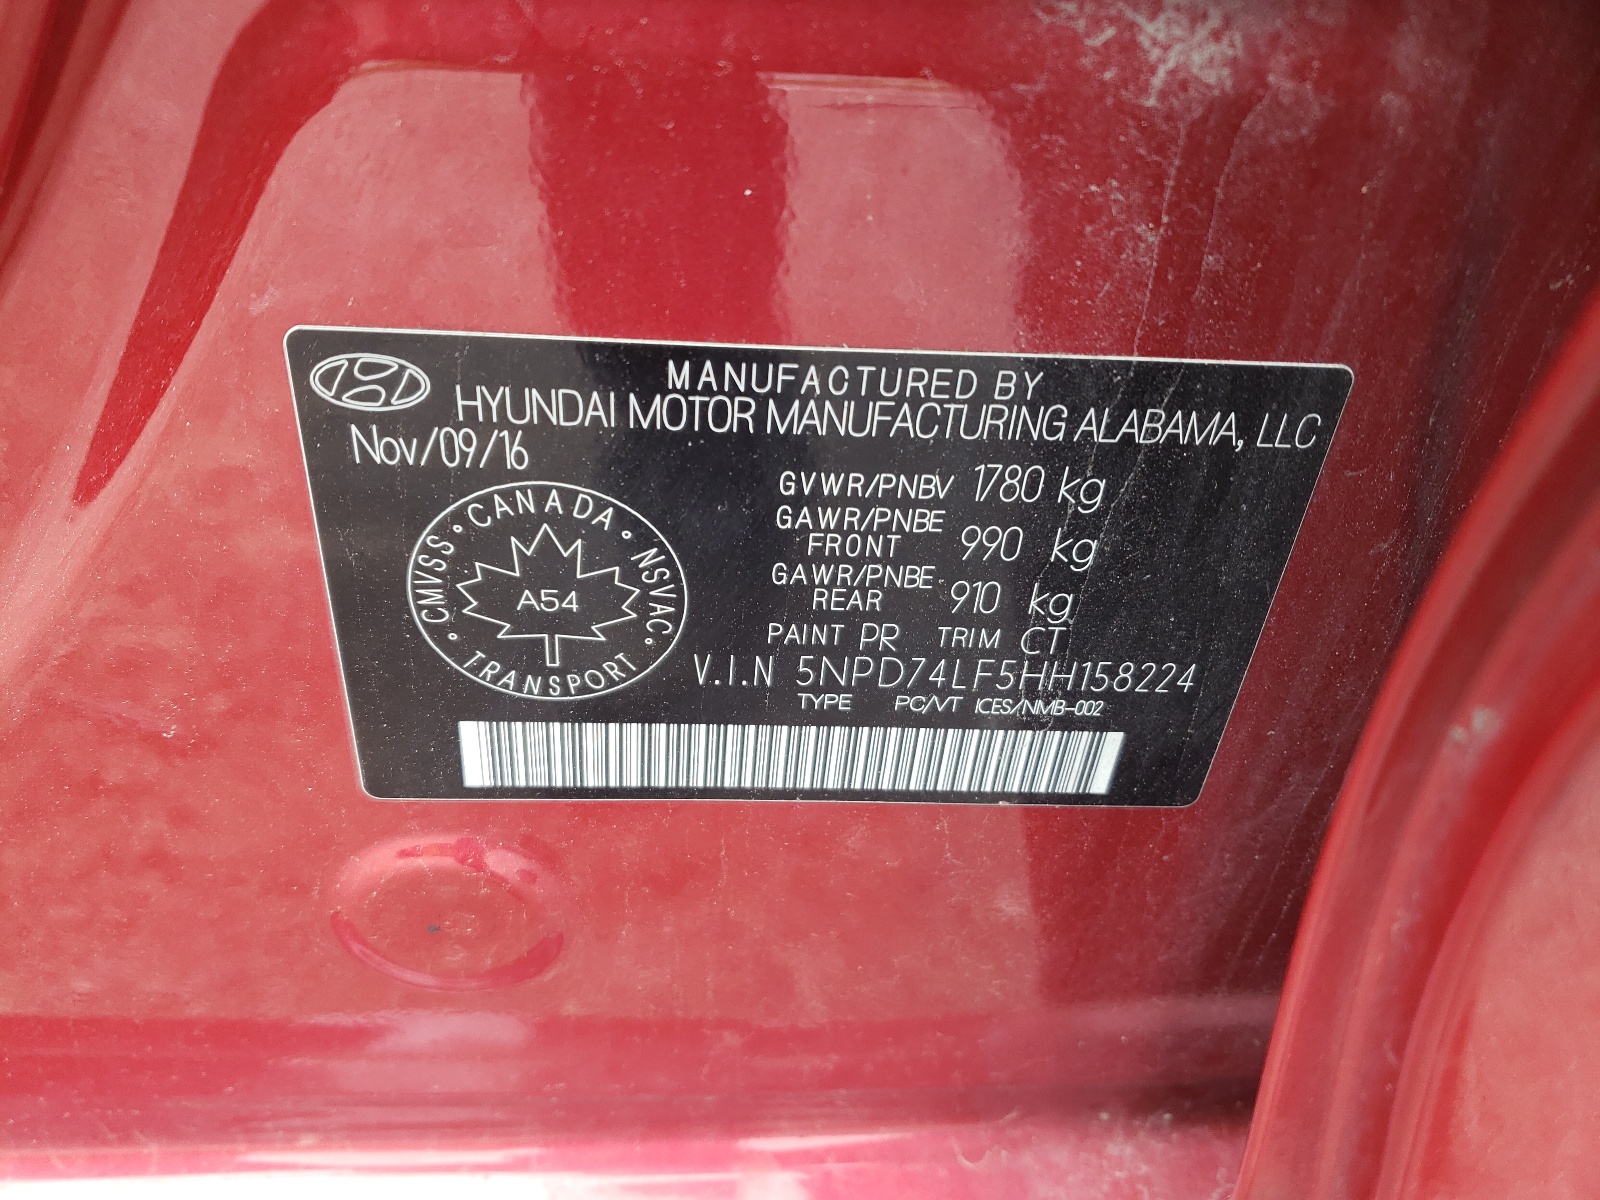 MANUFACTURED BY
HYUNDAI MOTOR MANUFACTURING ALABAMA, LLC
Nov/09/16
GVWR/PNBV 1780 kg
GAWR/PNBE
FRONT 990 kg
GAWR/PNBE
REAR 910 kg
PAINT PR TRIM CT
V.I.N 5NPD74LF5HH158224
TYPE PC/VT ICES/NMB-002
CANADA
CMVSS
NSVAC
A54
TRANSPORT